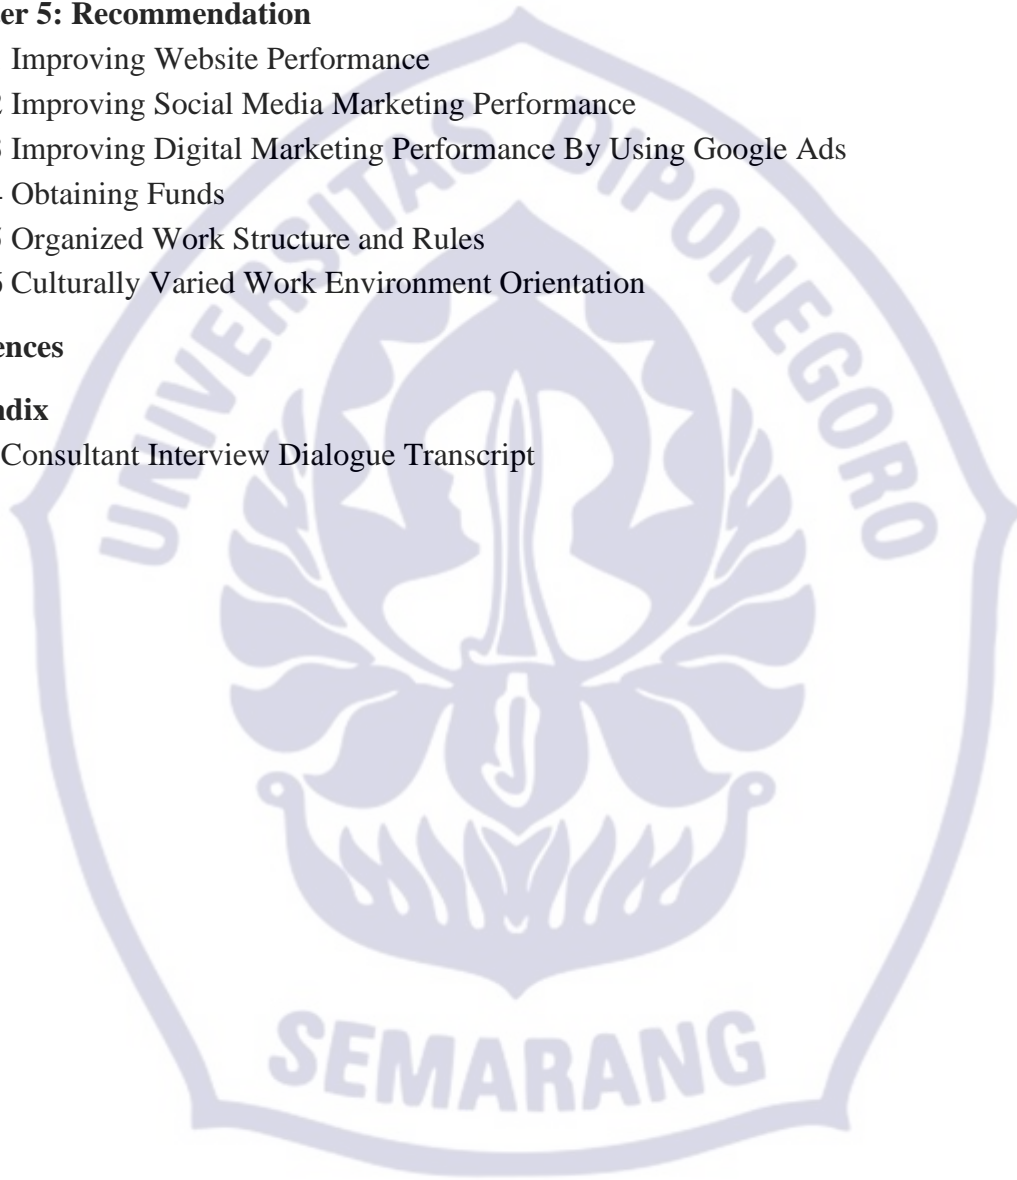 er 5: Recommendation
Improving Website Performance
2 Improving Social Media Marketing Performance
3 Improving Digital Marketing Performance By Using Google Ads
Obtaining Funds
5 Organized Work Structure and Rules
6 Culturally Varied Work Environment Orientation
ences
ndix
Consultant Interview Dialogue Transcript
UNIVERSITAS DIPONEGORO
SEMARANG